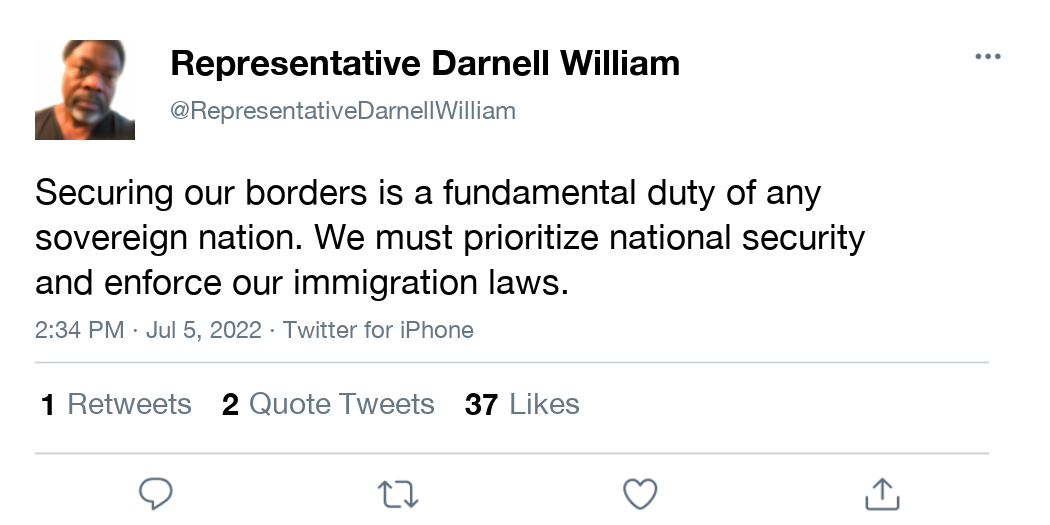 Representative Darnell William
@RepresentativeDarnellWilliam
Securing our borders is a fundamental duty of any
sovereign nation. We must prioritize national security
and enforce our immigration laws.
2:34 PM · Jul 5, 2022 · Twitter for iPhone
1 Retweets 2 Quote Tweets 37 Likes